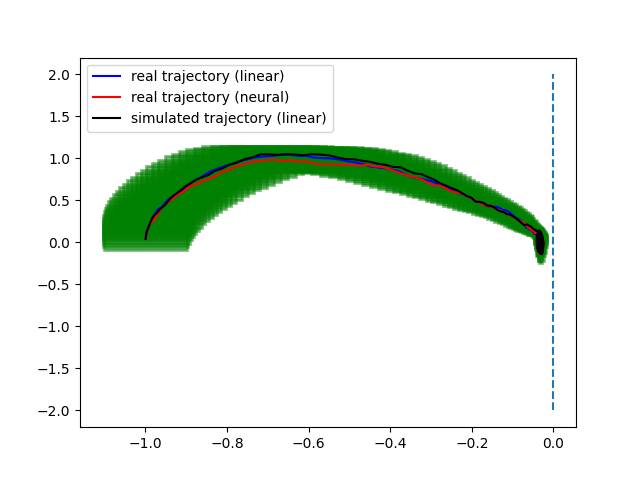 real trajectory (linear)
real trajectory (neural)
simulated trajectory (linear)
2.0
1.5
1.0
0.5
0.0
−0.5
−1.0
−1.5
−2.0
−1.0 −0.8 −0.6 −0.4 −0.2 0.0